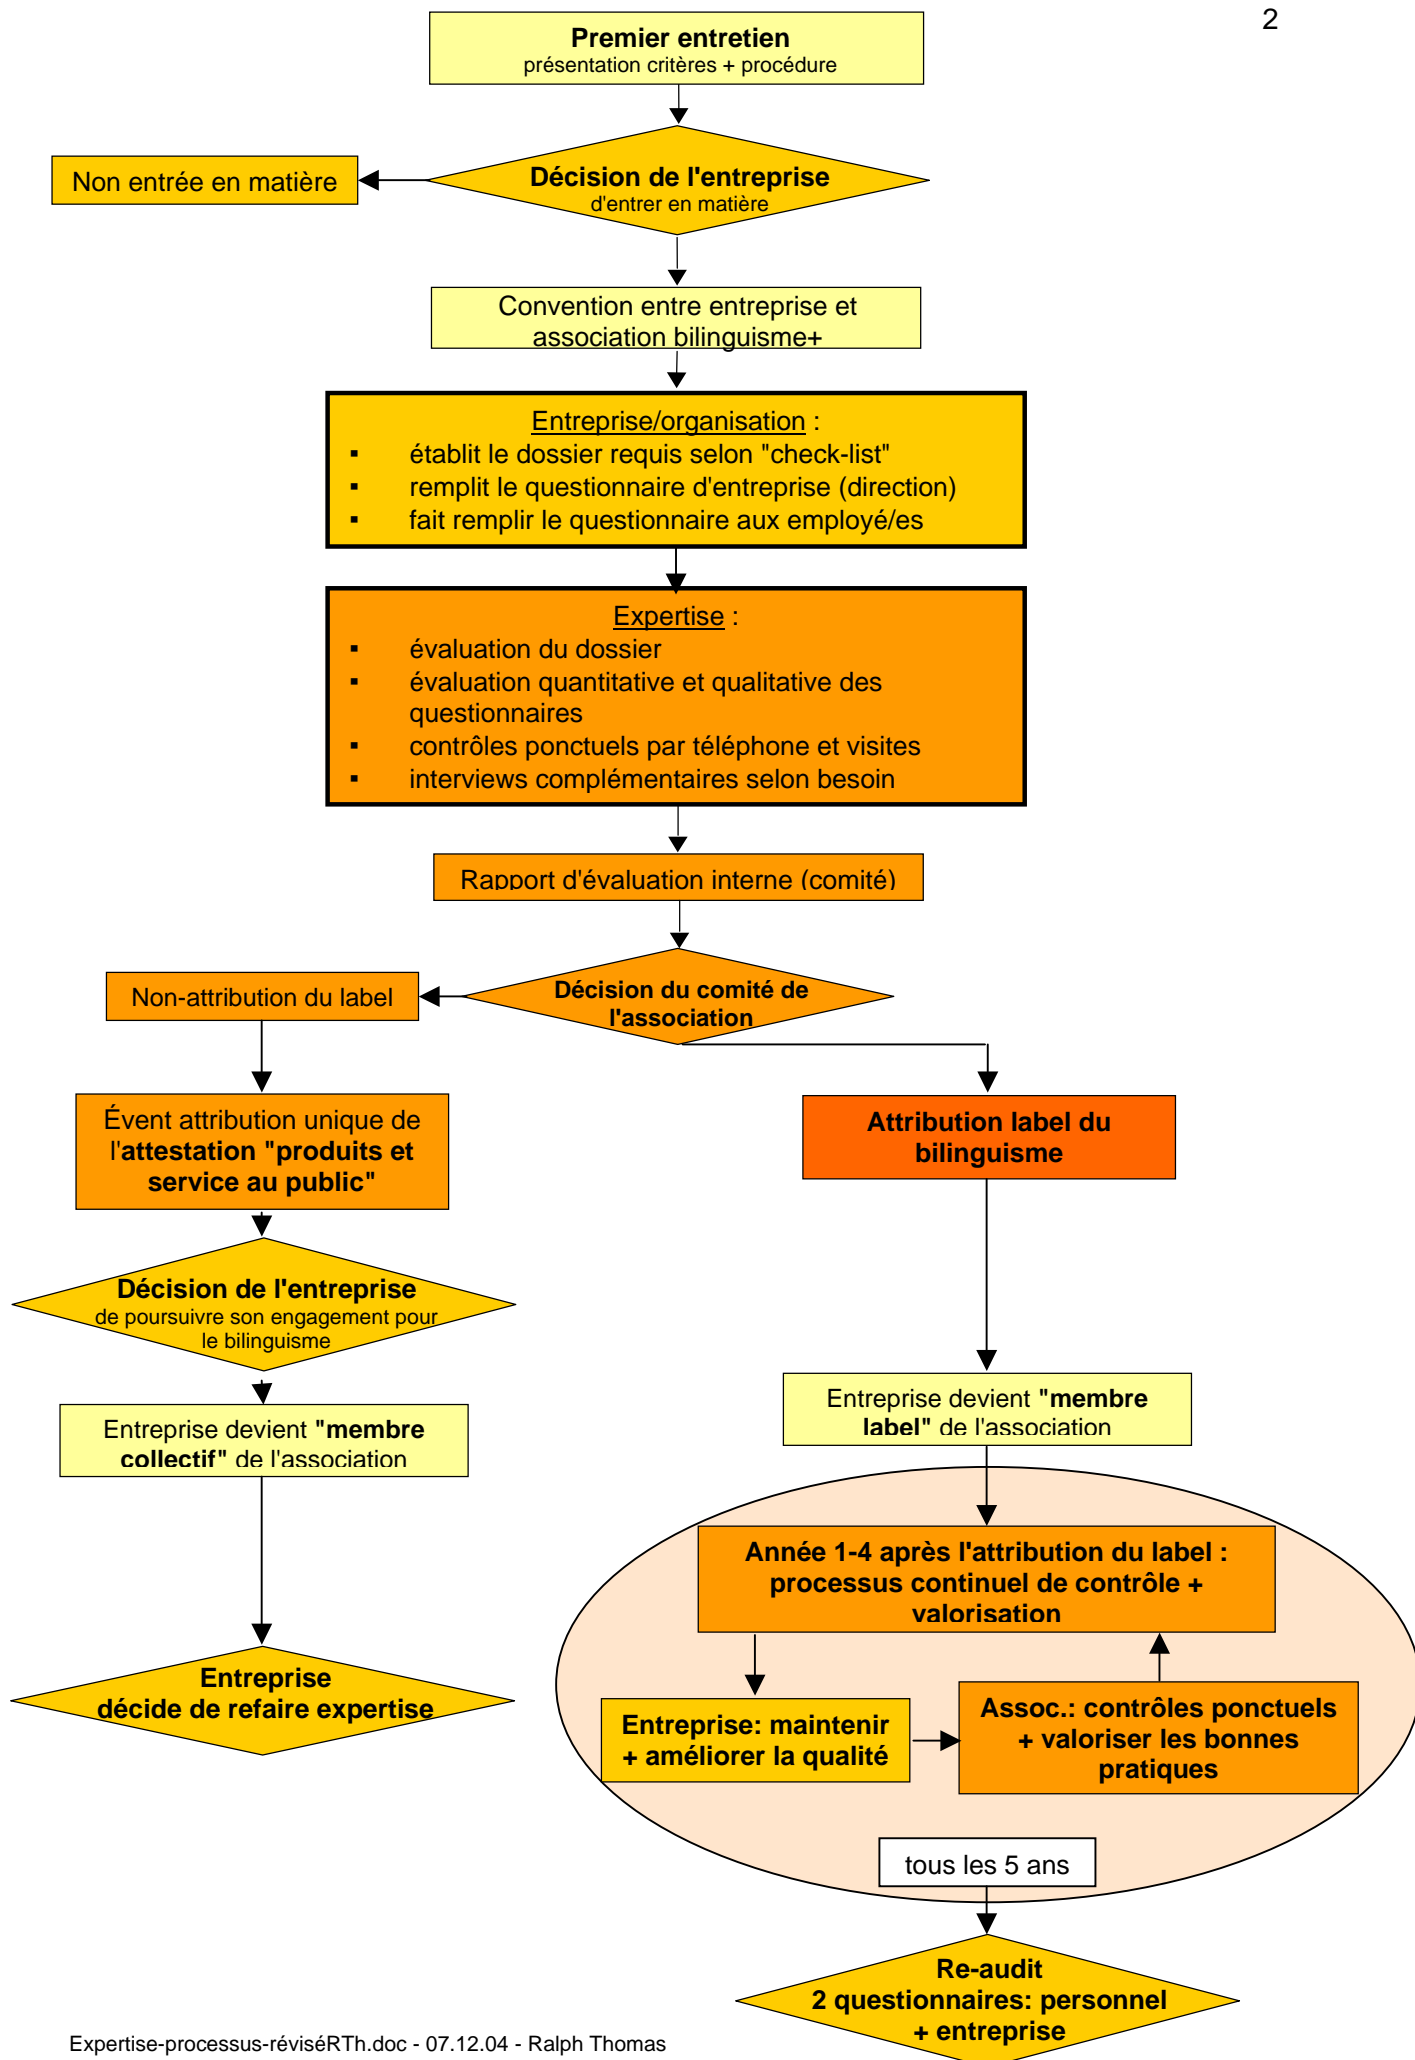 2
Premier entretien
présentation critères + procédure
Décision de l'entreprise
d'entrer en matière
Non entrée en matière
Convention entre entreprise et
association bilinguisme+
Entreprise/organisation :
▪ établit le dossier requis selon "check-list"
▪ remplit le questionnaire d'entreprise (direction)
▪ fait remplir le questionnaire aux employé/es
Expertise :
▪ évaluation du dossier
▪ évaluation quantitative et qualitative des
questionnaires
▪ contrôles ponctuels par téléphone et visites
▪ interviews complémentaires selon besoin
Rapport d'évaluation interne (comité)
Décision du comité de
l'association
Non-attribution du label
Évent attribution unique de
l'attestation "produits et
service au public"
Décision de l'entreprise
de poursuivre son engagement pour
le bilinguisme
Entreprise devient "membre
collectif" de l'association
Entreprise
décide de refaire expertise
Attribution label du
bilinguisme
Entreprise devient "membre
label" de l'association
Année 1-4 après l'attribution du label :
processus continuel de contrôle +
valorisation
Entreprise: maintenir
+ améliorer la qualité
Assoc.: contrôles ponctuels
+ valoriser les bonnes
pratiques
tous les 5 ans
Re-audit
2 questionnaires: personnel
+ entreprise
Expertise-processus-réviséRTh.doc - 07.12.04 - Ralph Thomas